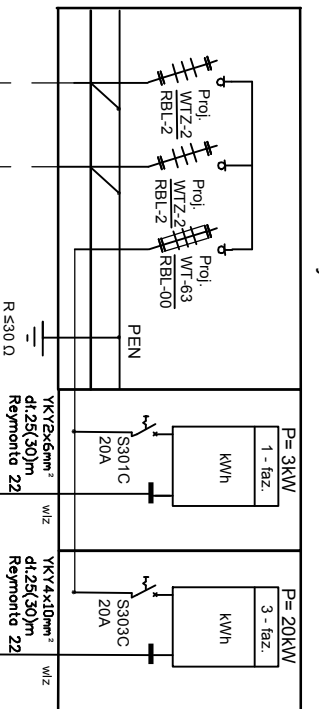 Proj.
WTZ-2
RBL-2
Proj.
WTZ-2
RBL-2
Proj.
WT-63
RBL-00
PEN
R ≤30 Ω
P= 3kW
1 - faz.
kWh
S301C
20A
YKY2x6mm²
dł.25(30)m
Reymonta 22
wlz
P= 20kW
3 - faz.
kWh
S303C
20A
YKY4x10mm²
dł.25(30)m
Reymonta 22
wlz